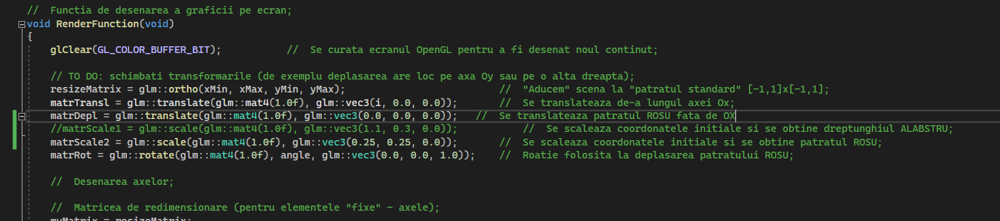 //  Functia de desenarea a graficii pe ecran;
void RenderFunction(void)
{
glClear(GL_COLOR_BUFFER_BIT);           //  Se curata ecranul OpenGL pentru a fi desenat noul continut;
// TO DO: schimbati transformarile (de exemplu deplasarea are loc pe axa Oy sau pe o alta dreapta);
resizeMatrix = glm::ortho(xMin, xMax, yMin, yMax);                          //  "Aducem" scena la "patratul standard" [-1,1]x[-1,1];
matrTransl = glm::translate(glm::mat4(1.0f), glm::vec3(i, 0.0, 0.0));       //  Se translateaza de-a lungul axei Ox;
matrDepl = glm::translate(glm::mat4(1.0f), glm::vec3(0.0, 0.0, 0.0));   //  Se translateaza patratul ROSU fata de OX
//matrScale1 = glm::scale(glm::mat4(1.0f), glm::vec3(1.1, 0.3, 0.0));           //  Se scaleaza coordonatele initiale si se obtine dreptunghiul ALABSTRU;
matrScale2 = glm::scale(glm::mat4(1.0f), glm::vec3(0.25, 0.25, 0.0));       //  Se scaleaza coordonatele initiale si se obtine patratul ROSU;
matrRot = glm::rotate(glm::mat4(1.0f), angle, glm::vec3(0.0, 0.0, 1.0));    //  Roatie folosita la deplasarea patratului ROSU;
//  Desenarea axelor;
//  Matricea de redimensionare (pentru elementele "fixe" - axele);
myMatrix = resizeMatrix;